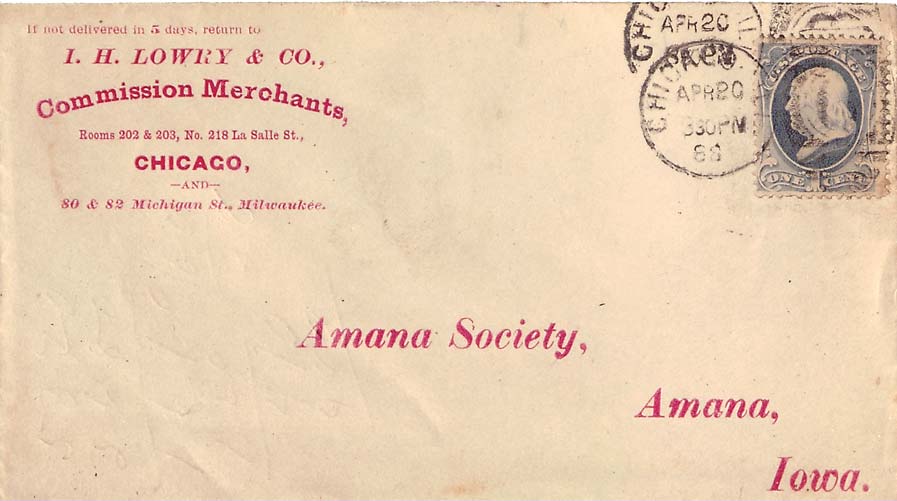 If not delivered in 5 days, return to
I. H. LOWRY & CO.,
Commission Merchants,
Rooms 202 & 203, No. 218 La Salle St.,
CHICAGO,
—AND—
80 & 82 Michigan St., Milwaukee.
CHICAGO
APR 20
CHICAGO
APR 20
330 PM
88
ONE CENT
Amana Society,
Amana,
Iowa.